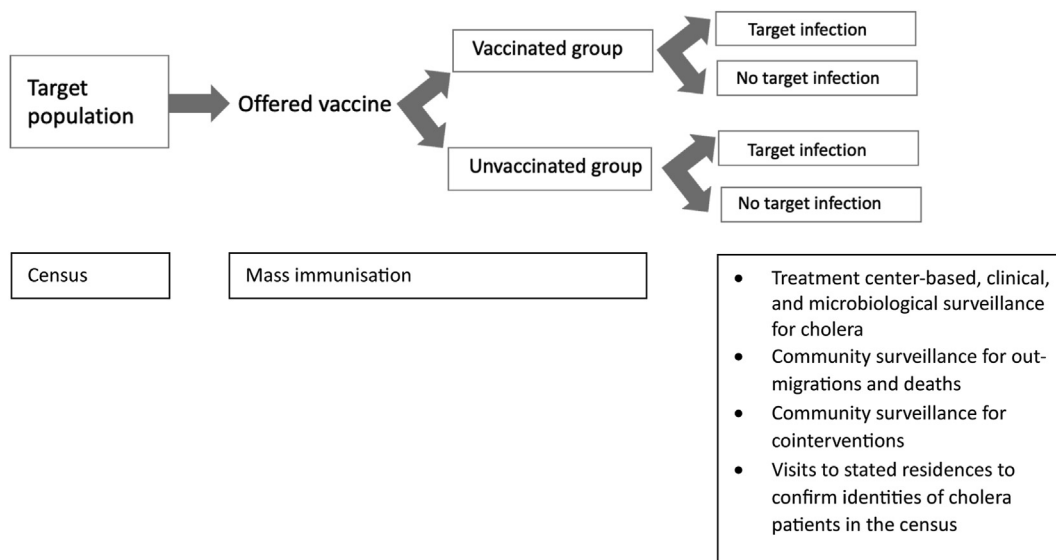 Target
population
Offered vaccine
Vaccinated group
Unvaccinated group
Target infection
No target infection
Target infection
No target infection
Census
Mass immunisation
• Treatment center-based, clinical,
and microbiological surveillance
for cholera
• Community surveillance for out-
migrations and deaths
• Community surveillance for
cointerventions
• Visits to stated residences to
confirm identities of cholera
patients in the census